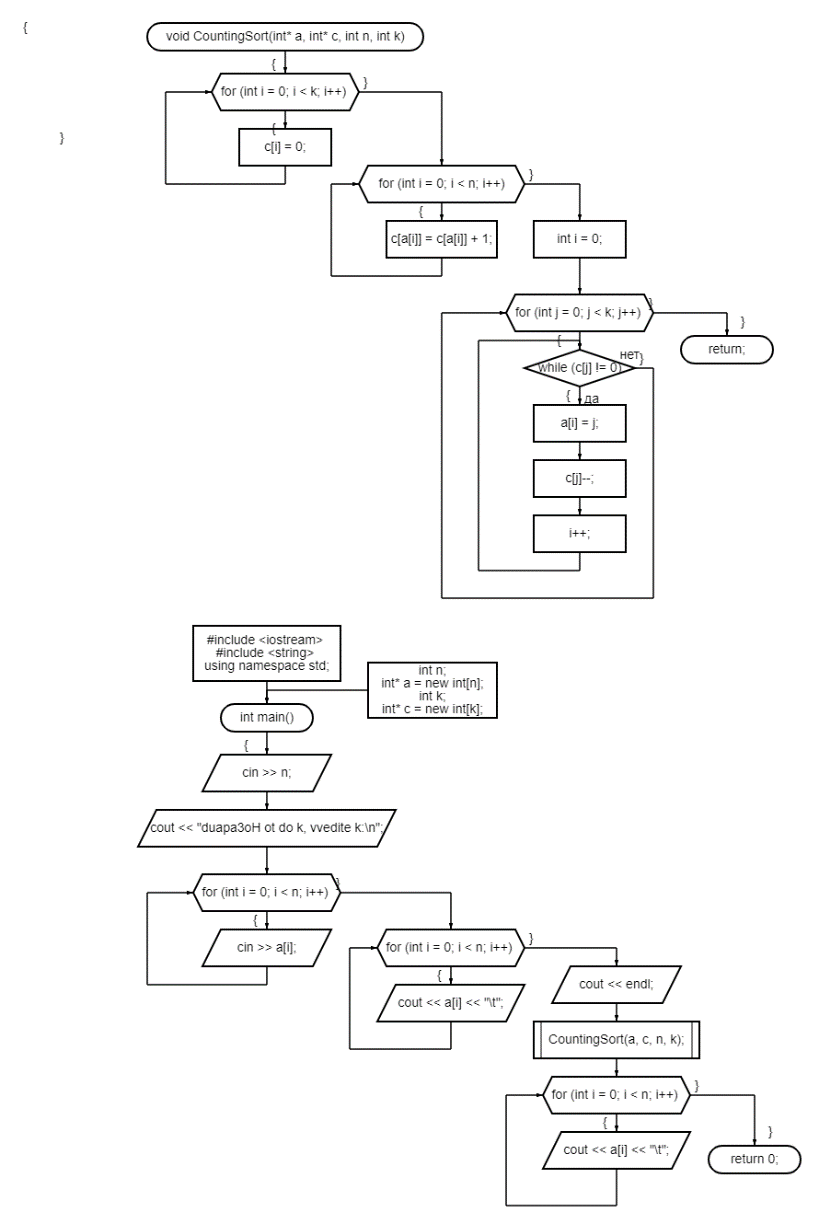 {
void CountingSort(int* a, int* c, int n, int k)
{
for (int i = 0; i < k; i++)
}
{
c[i] = 0;
}
for (int i = 0; i < n; i++)
}
{
c[a[i]] = c[a[i]] + 1;
int i = 0;
for (int j = 0; j < k; j++)
}
}
return;
{
while (c[j] != 0)
нет
}
{
да
a[i] = j;
c[j]--;
i++;
#include <iostream>
#include <string>
using namespace std;
int n;
int* a = new int[n];
int k;
int* c = new int[k];
int main()
{
cin >> n;
cout << "duapa3oH ot do k, vvedite k:\n";
for (int i = 0; i < n; i++)
}
{
cin >> a[i];
for (int i = 0; i < n; i++)
}
{
cout << a[i] << "\t";
cout << endl;
CountingSort(a, c, n, k);
for (int i = 0; i < n; i++)
}
{
cout << a[i] << "\t";
}
return 0;